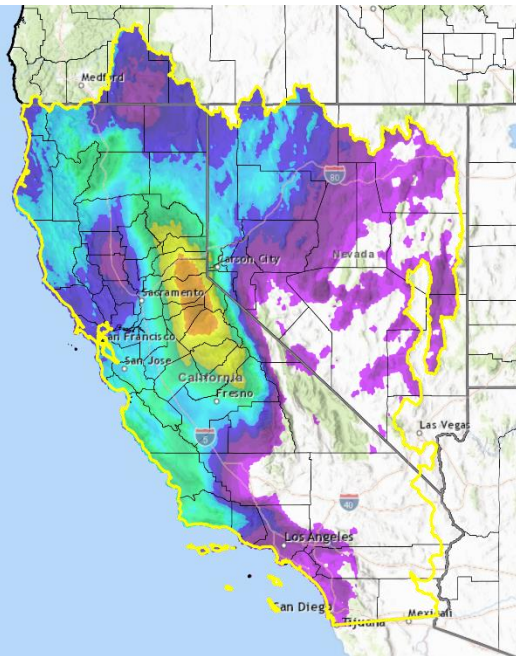 Medford
80
Nevada
Carson City
Sacramento
San Francisco
San Jose
California
Fresno
5
Las Vegas
40
Los Angeles
San Diego
Tijuana
Mexicali